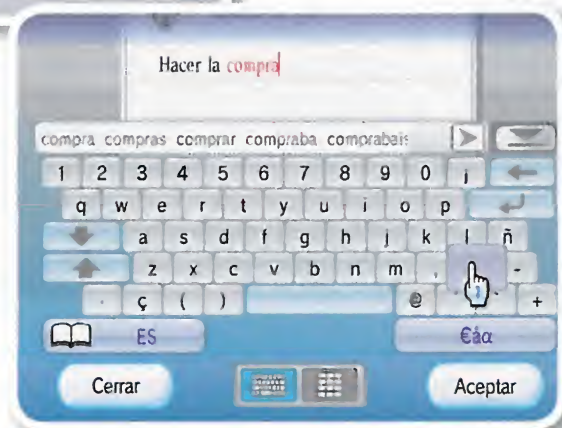 Hacer la compra
compra compras comprar compraba comprabais
1 2 3 4 5 6 7 8 9 0 ¡
q w e r t y u i o p
a s d f g h j k l ñ
z x c v b n m , -
. ç ( ) @ +
ES €áα
Cerrar Aceptar